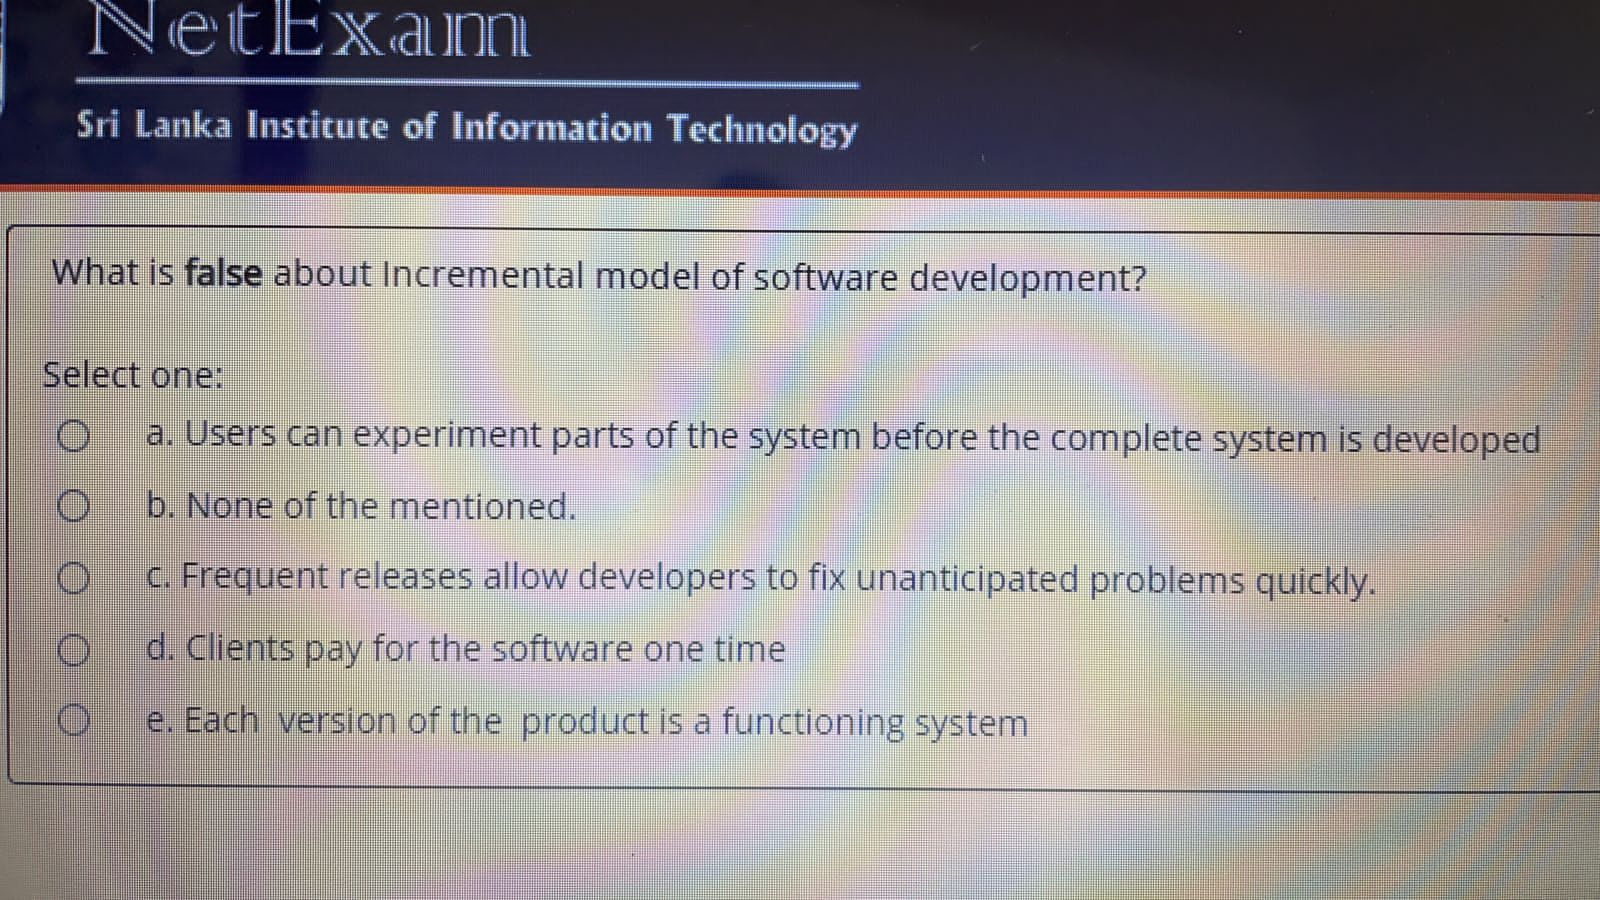 NetExam
Sri Lanka Institute of Information Technology
What is false about Incremental model of software development?
Select one:
a. Users can experiment parts of the system before the complete system is developed
b. None of the mentioned.
c. Frequent releases allow developers to fix unanticipated problems quickly.
d. Clients pay for the software one time
e. Each version of the product is a functioning system